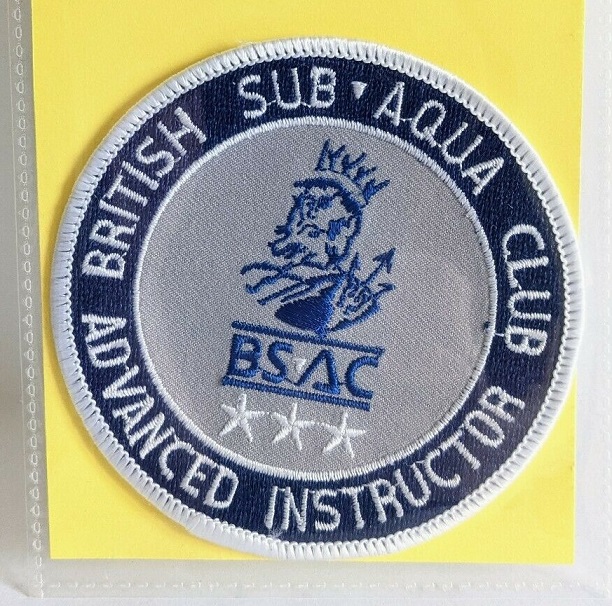 BRITISH SUB AQUA CLUB
BSAC
ADVANCED INSTRUCTOR